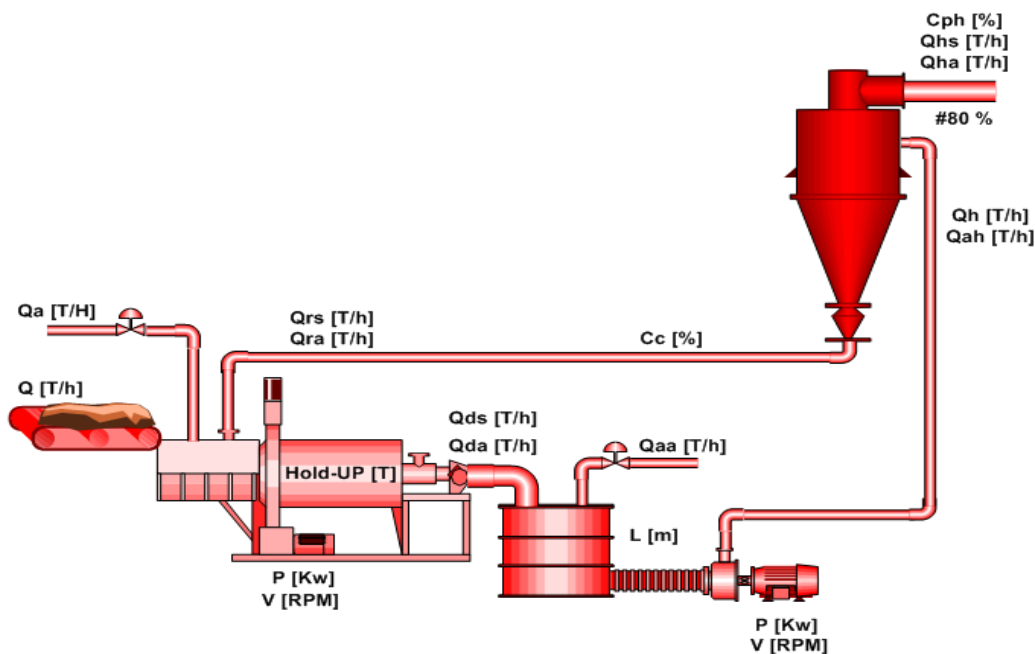 Cph [%]
Qhs [T/h]
Qha [T/h]
#80 %
Qh [T/h]
Qah [T/h]
Qa [T/H]
Qrs [T/h]
Qra [T/h]
Cc [%]
Q [T/h]
Qds [T/h]
Qda [T/h]
Qaa [T/h]
Hold-UP [T]
L [m]
P [Kw]
V [RPM]
P [Kw]
V [RPM]